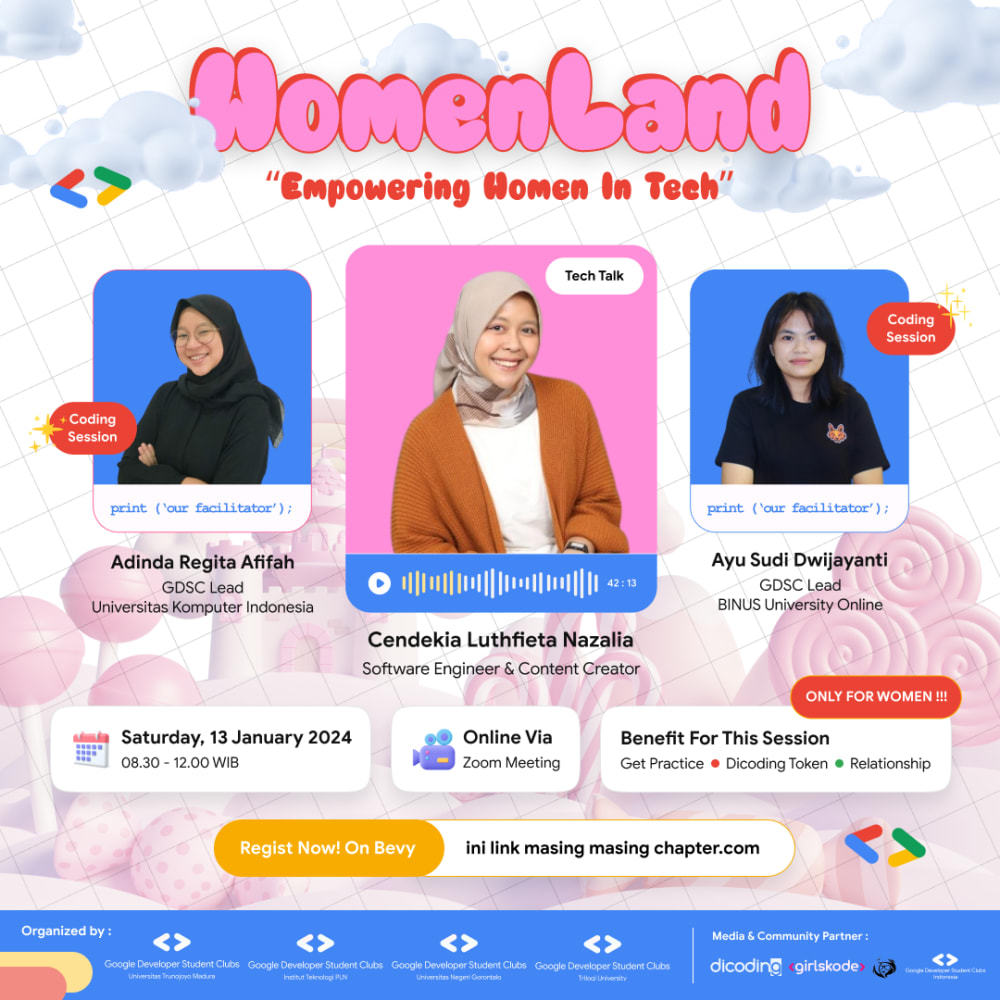 WomenLand
“Empowering Women In Tech”
Tech Talk
Coding
Session
Coding
Session
print (‘our facilitator’);
print (‘our facilitator’);
Adinda Regita Afifah
GDSC Lead
Universitas Komputer Indonesia
42 : 13
Ayu Sudi Dwijayanti
GDSC Lead
BINUS University Online
Cendekia Luthfieta Nazalia
Software Engineer & Content Creator
ONLY FOR WOMEN !!!
Saturday, 13 January 2024
08.30 - 12.00 WIB
Online Via
Zoom Meeting
Benefit For This Session
Get Practice ● Dicoding Token ● Relationship
Regist Now! On Bevy
ini link masing masing chapter.com
Organized by :
Google Developer Student Clubs
Universitas Trunojoyo Madura
Google Developer Student Clubs
Institut Teknologi PLN
Google Developer Student Clubs
Universitas Negeri Gorontalo
Google Developer Student Clubs
Trilogi University
Media & Community Partner :
dicoding
<girlskode>
Google Developer Student Clubs
Indonesia